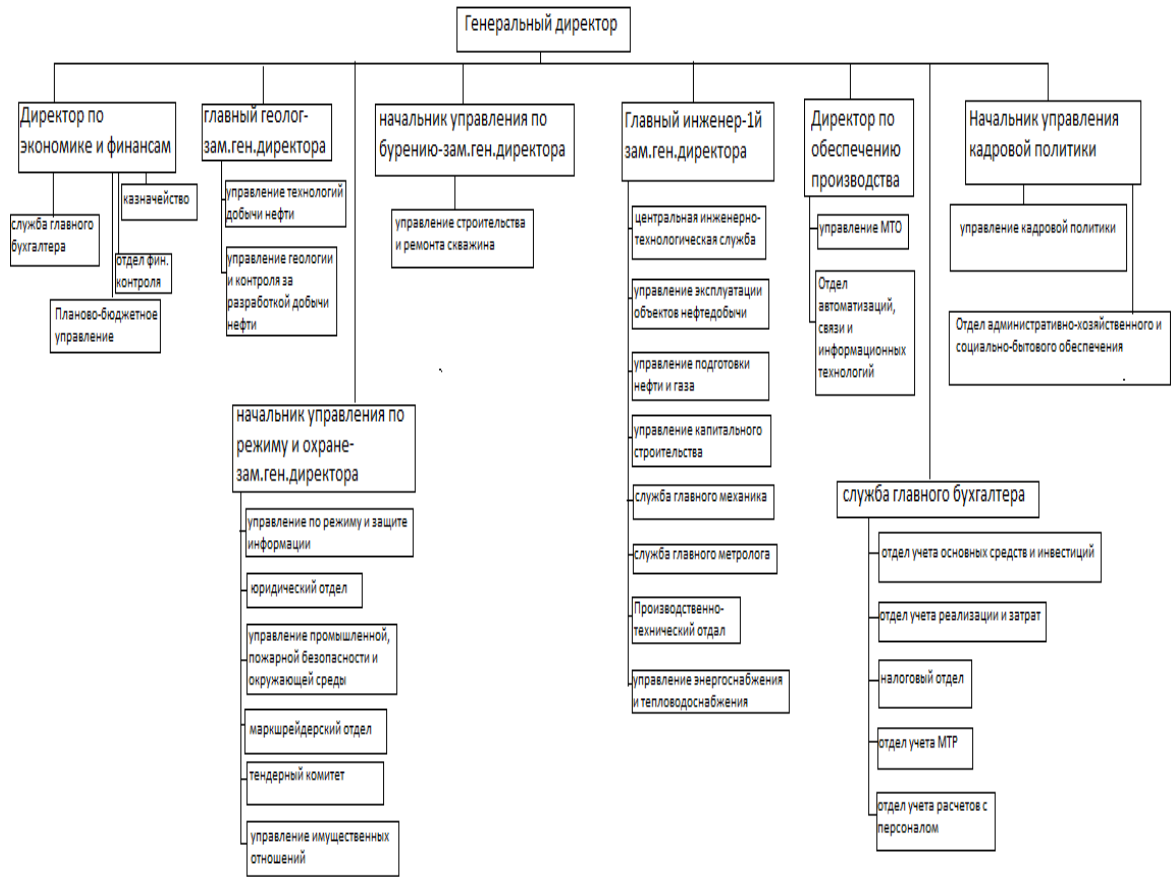 Генеральный директор
Директор по
экономике и финансам
казначейство
служба главного
бухгалтера
отдел фин.
контроля
Планово-бюджетное
управление
главный геолог-
зам.ген.директора
управление технологий
добычи нефти
управление геологии
и контроля за
разработкой добычи
нефти
начальник управления по
режиму и охране-
зам.ген.директора
управление по режиму и защите
информации
юридический отдел
управление промышленной,
пожарной безопасности и
окружающей среды
маркшрейдерский отдел
тендерный комитет
управление имущественных
отношений
начальник управления по
бурению-зам.ген.директора
управление строительства
и ремонта скважина
Главный инженер-1й
зам.ген.директора
центральная инженерно-
технологическая служба
управление эксплуатации
объектов нефтедобычи
управление подготовки
нефти и газа
управление капитального
строительства
служба главного механика
служба главного метролога
Производственно-
технический отдал
управление энергоснабжения
и тепловодоснабжения
Директор по
обеспечению
производства
управление МТО
Отдел
автоматизаций,
связи и
информационных
технологий
служба главного бухгалтера
отдел учета основных средств и инвестиций
отдел учета реализации и затрат
налоговый отдел
отдел учета МТР
отдел учета расчетов с
персоналом
Начальник управления
кадровой политики
управление кадровой политики
Отдел административно-хозяйственного и
социально-бытового обеспечения